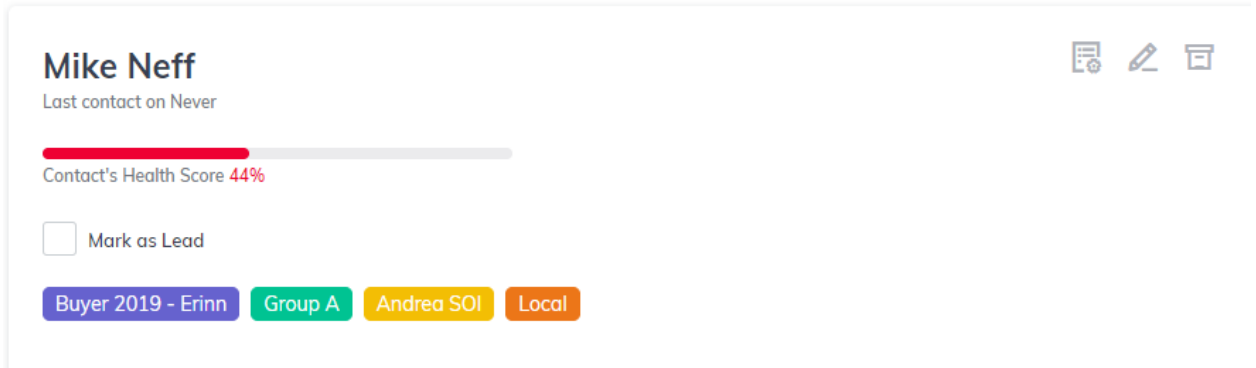 Mike Neff
Last contact on Never
Contact's Health Score 44%
Mark as Lead
Buyer 2019 - Erinn Group A Andrea SOI Local